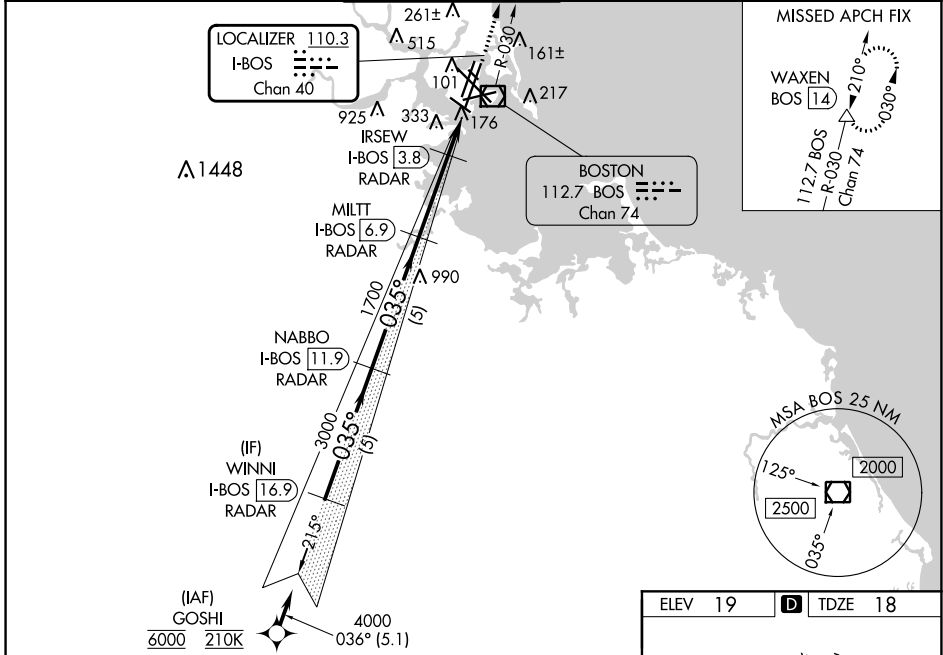 261±
515
161±
R-030
LOCALIZER 110.3
I-BOS
Chan 40
101
217
925
333
176
IRSEW
I-BOS 3.8
RADAR
1448
BOSTON
112.7 BOS
Chan 74
MILTT
I-BOS 6.9
RADAR
990
1700
035°
(5)
NABBO
I-BOS 11.9
RADAR
3000
035°
(5)
(IF)
WINNI
I-BOS 16.9
RADAR
215°
(IAF)
GOSHI
6000 210K
4000
036° (5.1)
MISSED APCH FIX
WAXEN
BOS 14
210°
030°
112.7 BOS
R-030
Chan 74
MSA BOS 25 NM
125°
2000
2500
035°
ELEV 19 D TDZE 18